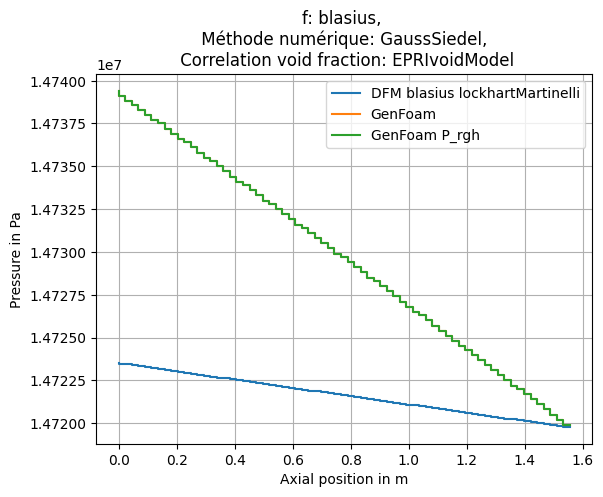 f: blasius,
Méthode numérique: GaussSiedel,
Correlation void fraction: EPRIvoidModel
1e7
1.47400
1.47375
1.47350
1.47325
1.47300
1.47275
1.47250
1.47225
1.47200
Pressure in Pa
DFM blasius lockhartMartinelli
GenFoam
GenFoam P_rgh
0.0 0.2 0.4 0.6 0.8 1.0 1.2 1.4 1.6
Axial position in m